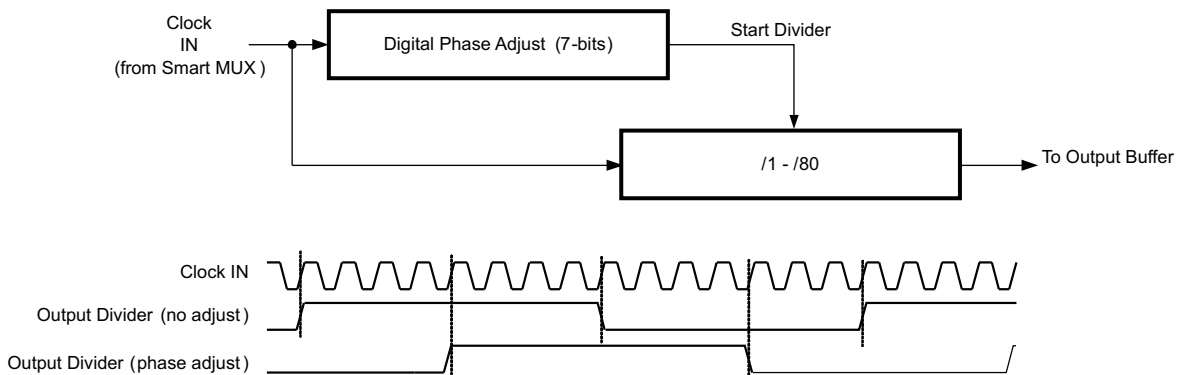 Clock
IN
(from Smart MUX)
Digital Phase Adjust (7-bits)
Start Divider
/1 - /80
To Output Buffer
Clock IN
Output Divider (no adjust)
Output Divider (phase adjust)